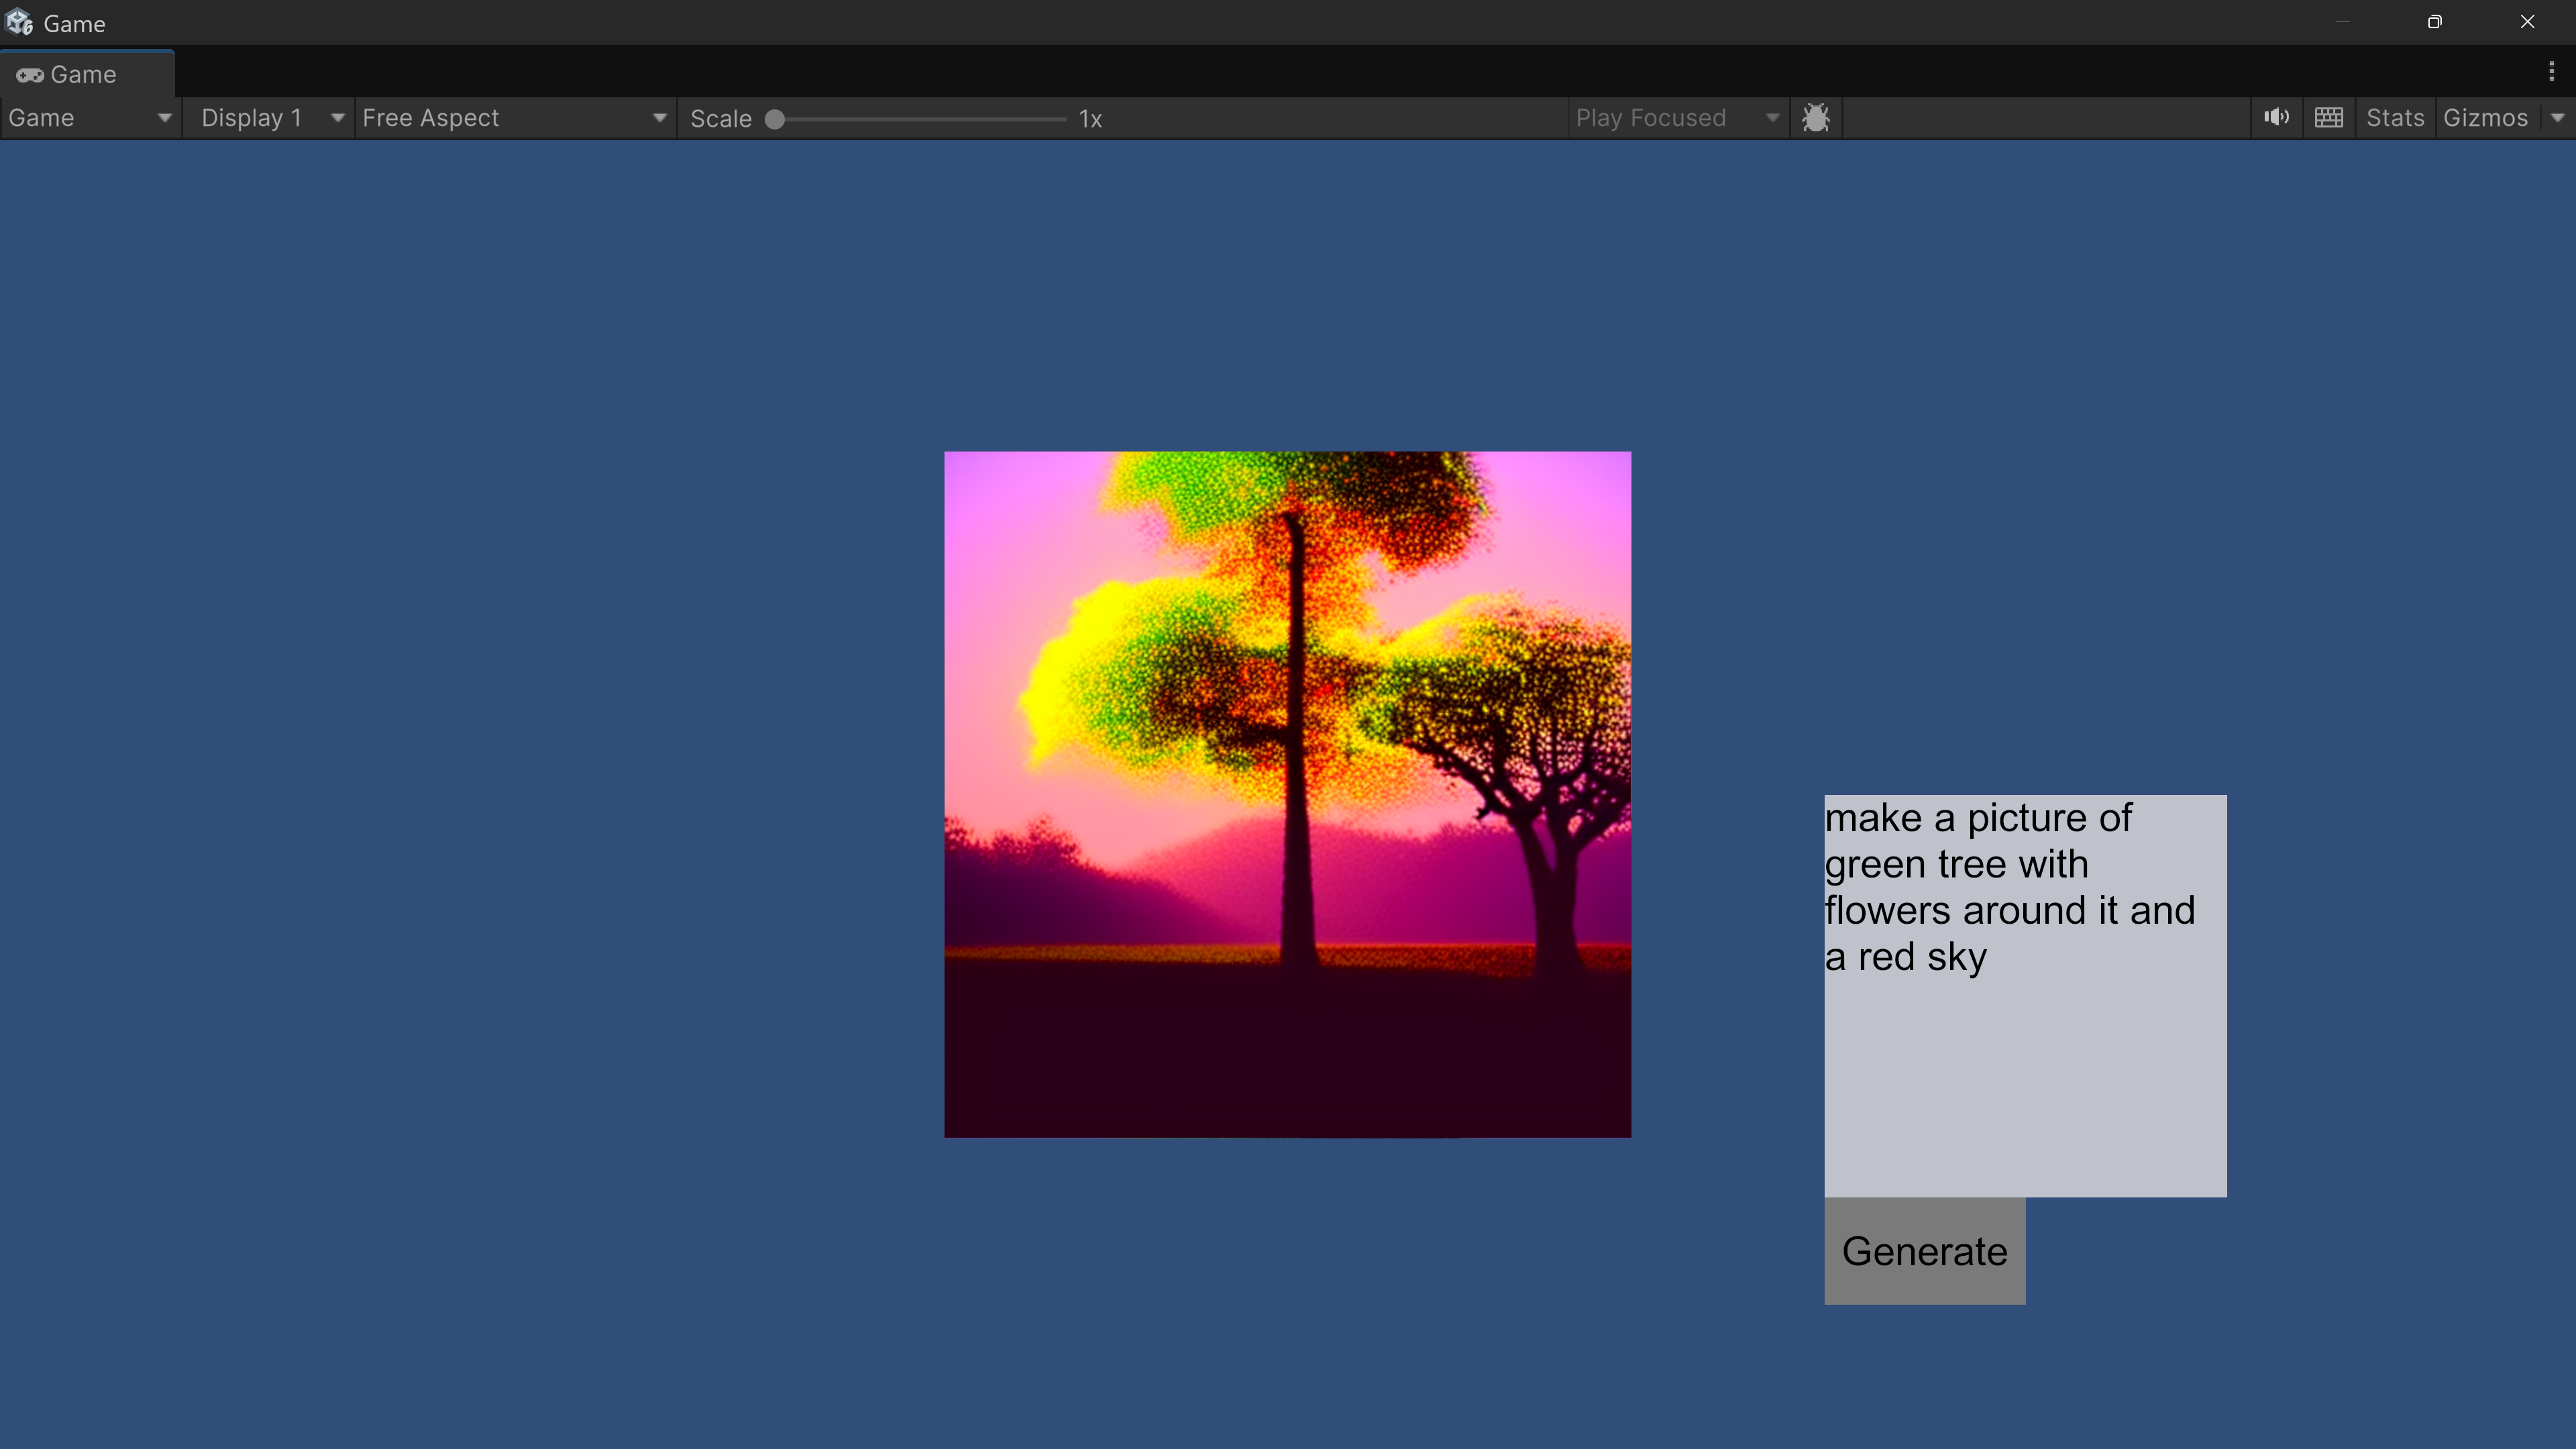 Game
Game
Game
Display 1
Free Aspect
Scale
1x
Play Focused
Stats
Gizmos
make a picture of
green tree with
flowers around it and
a red sky
Generate